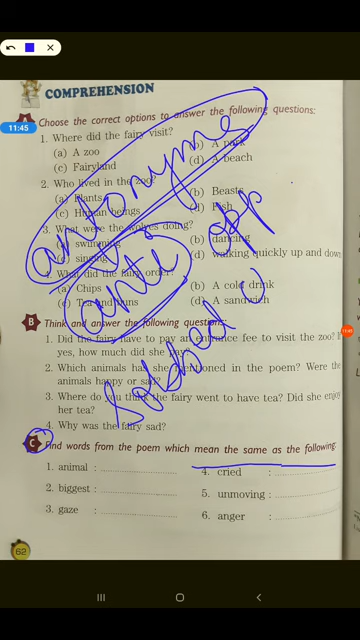 COMPREHENSION
A Choose the correct options to answer the following questions:
11:45
1. Where did the fairy visit?
(a) A zoo (b) A park
(c) Fairyland (d) A beach
2. Who lived in the zoo?
(a) Plants (b) Beasts
(c) Human beings (d) Fish
3. What were the wolves doing?
(a) swimming (b) dancing
(c) singing (d) walking quickly up and down
4. What did the fairy order?
(a) Chips (b) A cold drink
(c) Tea and buns (d) A sandwich
antonyms
anti
opp
B Think and answer the following questions:
1. Did the fairy have to pay an entrance fee to visit the zoo? If
yes, how much did she pay?
2. Which animals has she mentioned in the poem? Were the
animals happy or sad?
3. Where do you think the fairy went to have tea? Did she enjoy
her tea?
4. Why was the fairy sad?
C Find words from the poem which mean the same as the following:
1. animal : 4. cried :
2. biggest : 5. unmoving :
3. gaze : 6. anger :
62